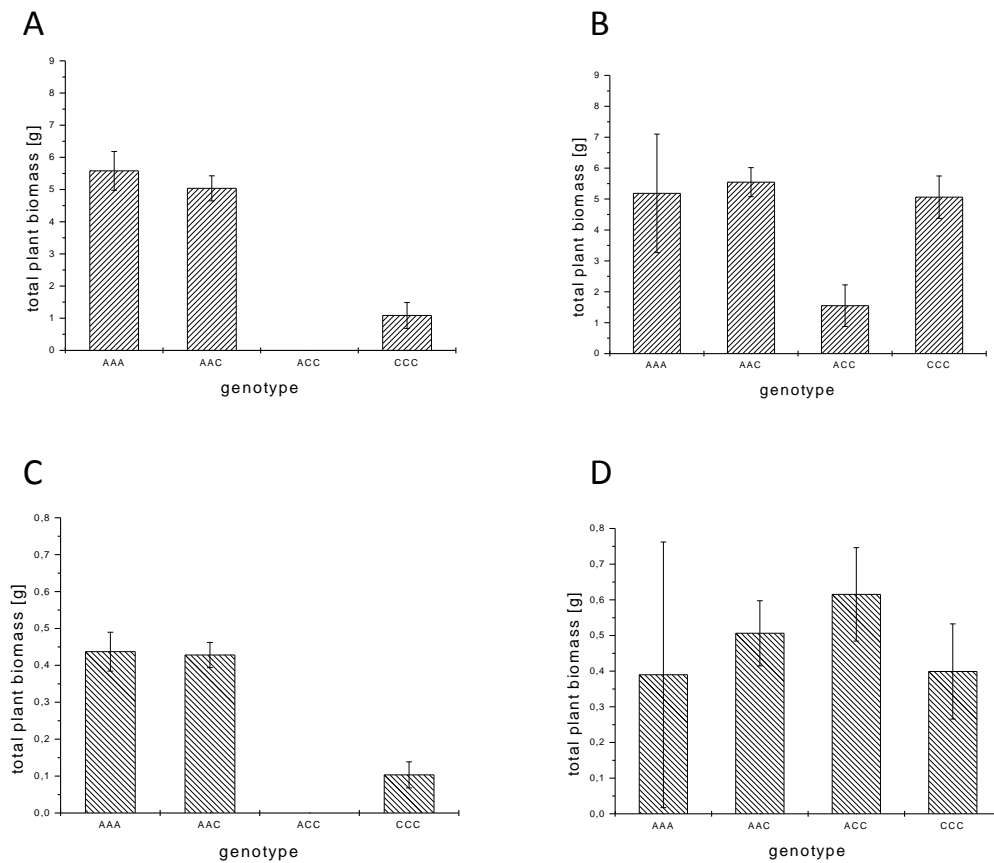 A
total plant biomass [g]
9
8
7
6
5
4
3
2
1
0
AAA AAC ACC CCC
genotype
B
total plant biomass [g]
9
8
7
6
5
4
3
2
1
0
AAA AAC ACC CCC
genotype
C
total plant biomass [g]
0,8
0,7
0,6
0,5
0,4
0,3
0,2
0,1
0,0
AAA AAC ACC CCC
genotype
D
total plant biomass [g]
0,8
0,7
0,6
0,5
0,4
0,3
0,2
0,1
0,0
AAA AAC ACC CCC
genotype